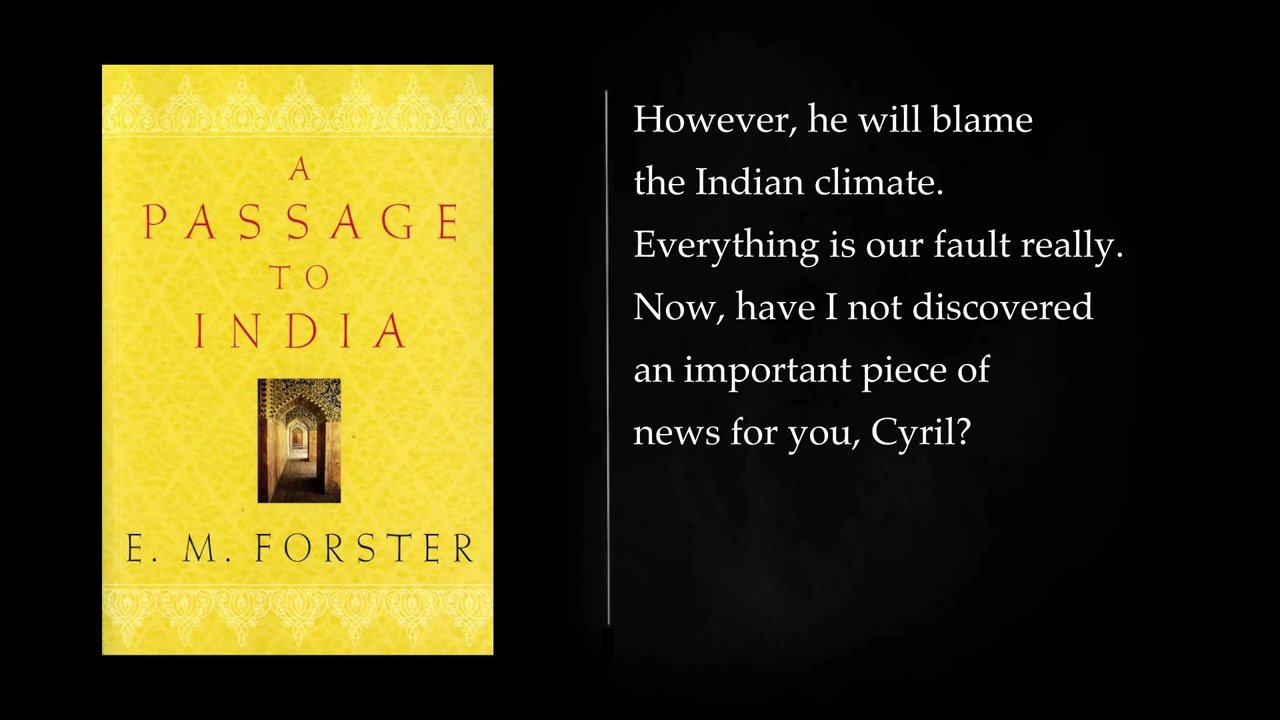 A
PASSAGE
TO
INDIA
E. M. FORSTER
However, he will blame
the Indian climate.
Everything is our fault really.
Now, have I not discovered
an important piece of
news for you, Cyril?